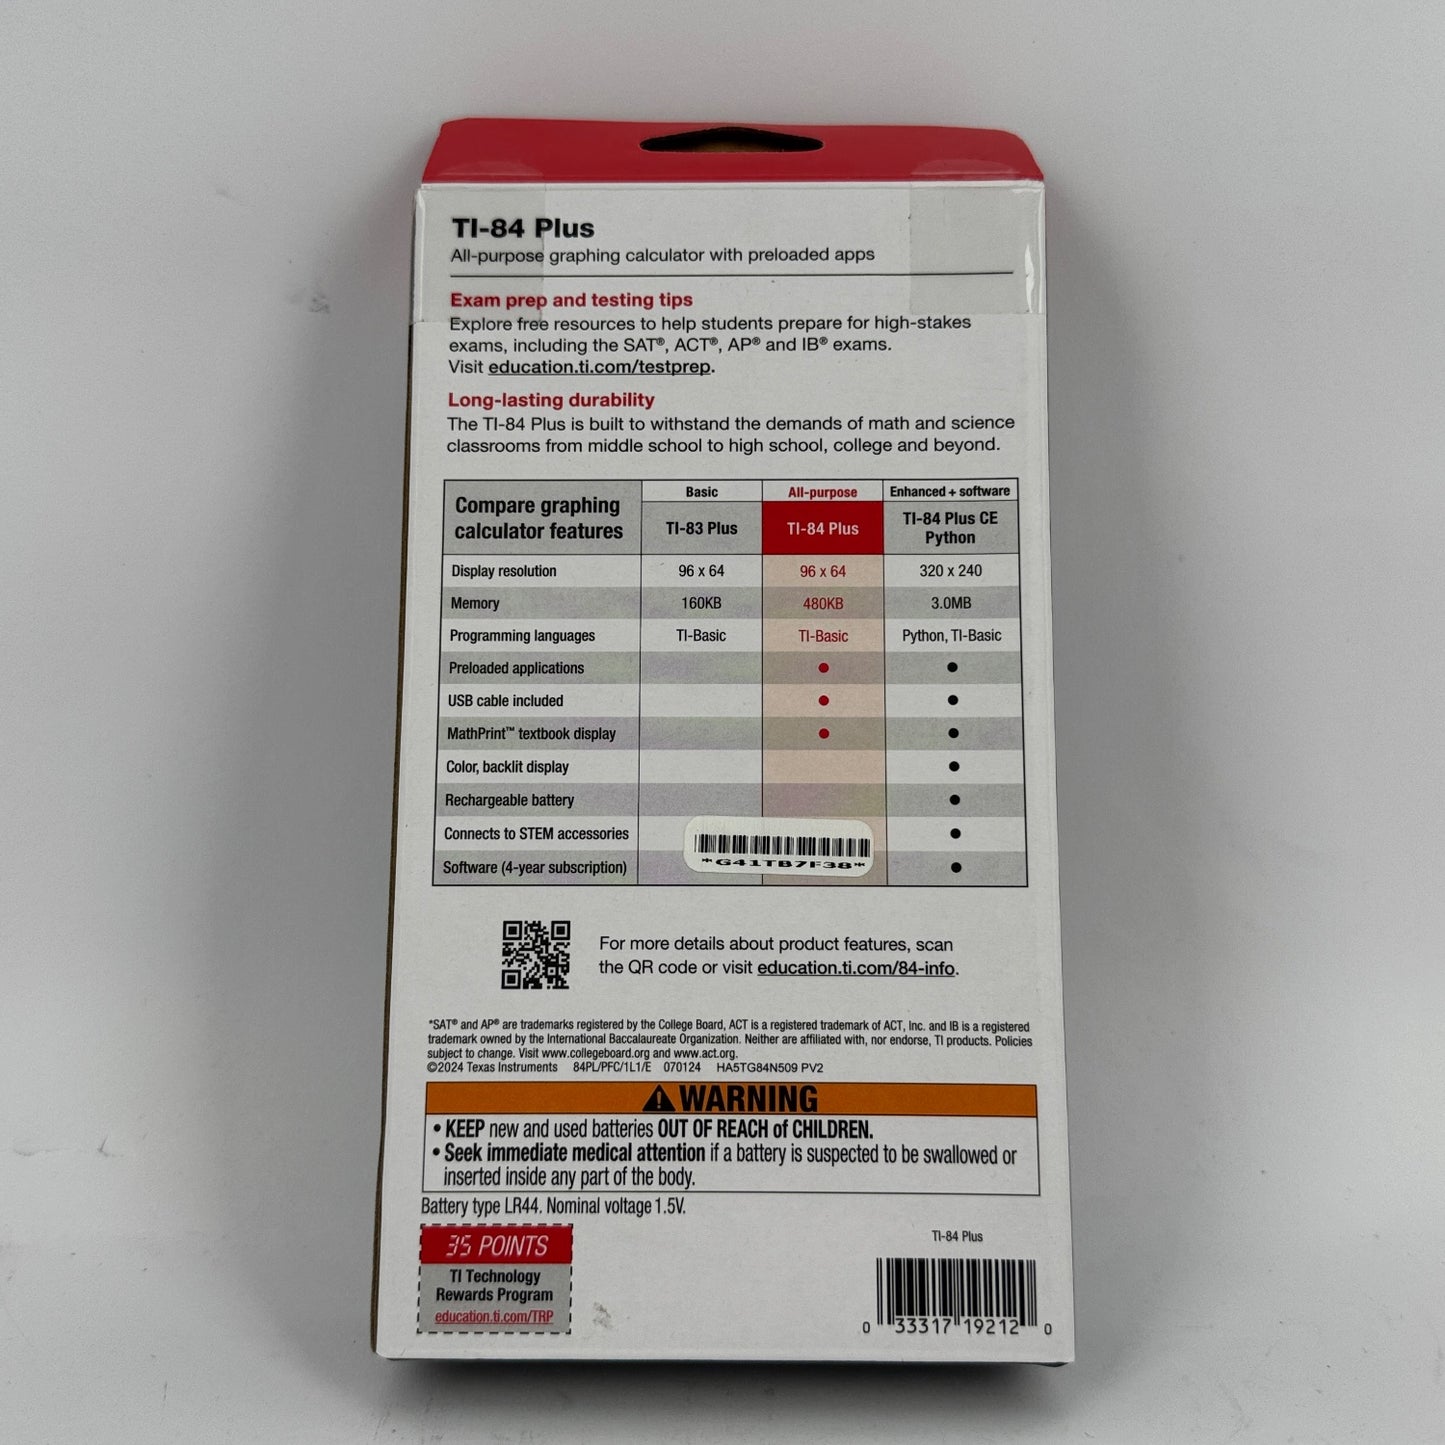 TI-84 Plus
All-purpose graphing calculator with preloaded apps
Exam prep and testing tips
Explore free resources to help students prepare for high-stakes
exams, including the SAT®, ACT®, AP® and IB® exams.
Visit education.ti.com/testprep.
Long-lasting durability
The TI-84 Plus is built to withstand the demands of math and science
classrooms from middle school to high school, college and beyond.
Compare graphing
calculator features
Basic
TI-83 Plus
All-purpose
TI-84 Plus
Enhanced + software
TI-84 Plus CE
Python
Display resolution 96 x 64 96 x 64 320 x 240
Memory 160KB 480KB 3.0MB
Programming languages TI-Basic TI-Basic Python, TI-Basic
Preloaded applications ● ●
USB cable included ● ●
MathPrint™ textbook display ● ●
Color, backlit display ●
Rechargeable battery ●
Connects to STEM accessories ●
Software (4-year subscription) ●
*G41TB7F38*
For more details about product features, scan
the QR code or visit education.ti.com/84-info.
*SAT® and AP® are trademarks registered by the College Board, ACT is a registered trademark of ACT, Inc. and IB is a registered
trademark owned by the International Baccalaureate Organization. Neither are affiliated with, nor endorse, TI products. Policies
subject to change. Visit www.collegeboard.org and www.act.org.
©2024 Texas Instruments 84PL/PFC/1L1/E 070124 HA5TG84N509 PV2
WARNING
• KEEP new and used batteries OUT OF REACH of CHILDREN.
• Seek immediate medical attention if a battery is suspected to be swallowed or
inserted inside any part of the body.
Battery type LR44. Nominal voltage 1.5V.
35 POINTS
TI Technology
Rewards Program
education.ti.com/TRP
TI-84 Plus
0 33317 19212 0